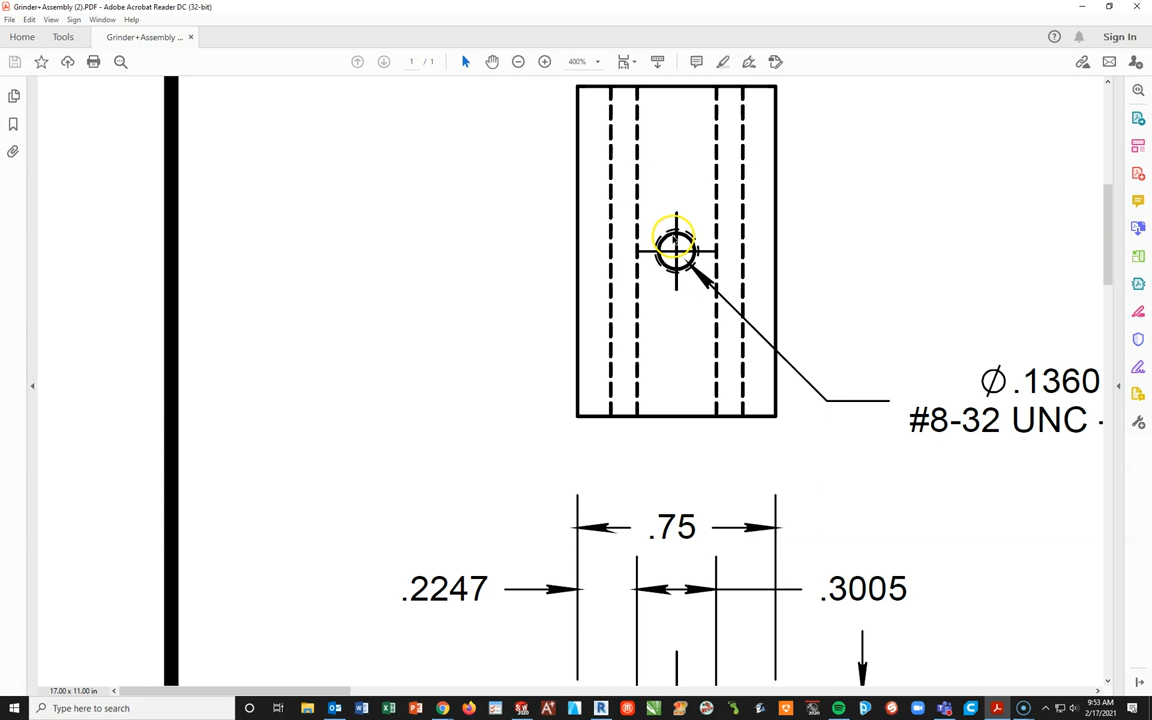 Grinder+Assembly (2).PDF - Adobe Acrobat Reader DC (32-bit)
File Edit View Sign Window Help
Home Tools Grinder+Assembly ... × Sign In
1 / 1 400%
Ø.1360
#8-32 UNC -
.75
.2247 .3005
17.00 x 11.00 in
Type here to search
9:53 AM
2/17/2021